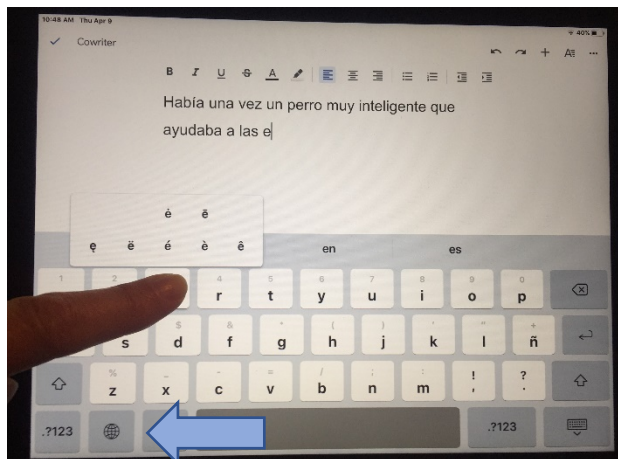 10:48 AM Thu Apr 9
40%
Cowriter
B I U S A
Había una vez un perro muy inteligente que
ayudaba a las e
ė ē
ę ë é è ê
en es
1 2 4 5 6 7 8 9 0
r t y u i o p
$ & * ( ) ' " +
s d f g h j k l ñ
% _ - = / ; : ! ?
z x c v b n m , .
.?123 .?123